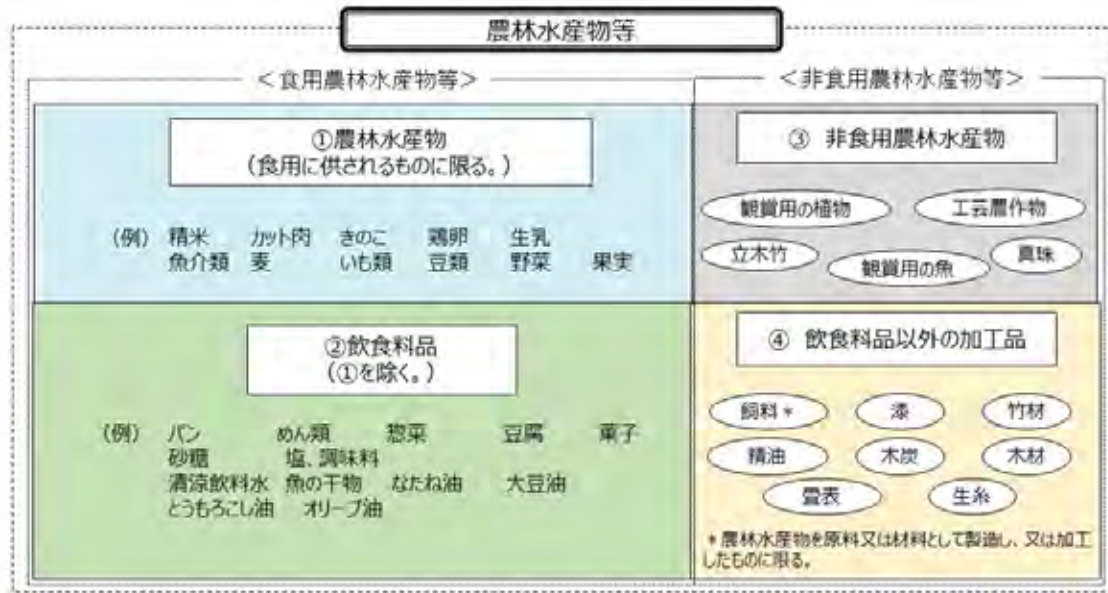 農林水産物等
＜食用農林水産物等＞
＜非食用農林水産物等＞
①農林水産物
（食用に供されるものに限る。）
（例） 精米 カット肉 きのこ 鶏卵 生乳
魚介類 麦 いも類 豆類 野菜 果実
③ 非食用農林水産物
観賞用の植物 工芸農作物
立木竹 観賞用の魚 真珠
②飲食料品
（①を除く。）
（例） パン めん類 惣菜 豆腐 菓子
砂糖 塩、調味料
清涼飲料水 魚の干物 なたね油 大豆油
とうもろこし油 オリーブ油
④ 飲食料品以外の加工品
飼料＊ 漆 竹材
精油 木炭 木材
畳表 生糸
＊農林水産物を原料又は材料として製造し、又は加工
したものに限る。